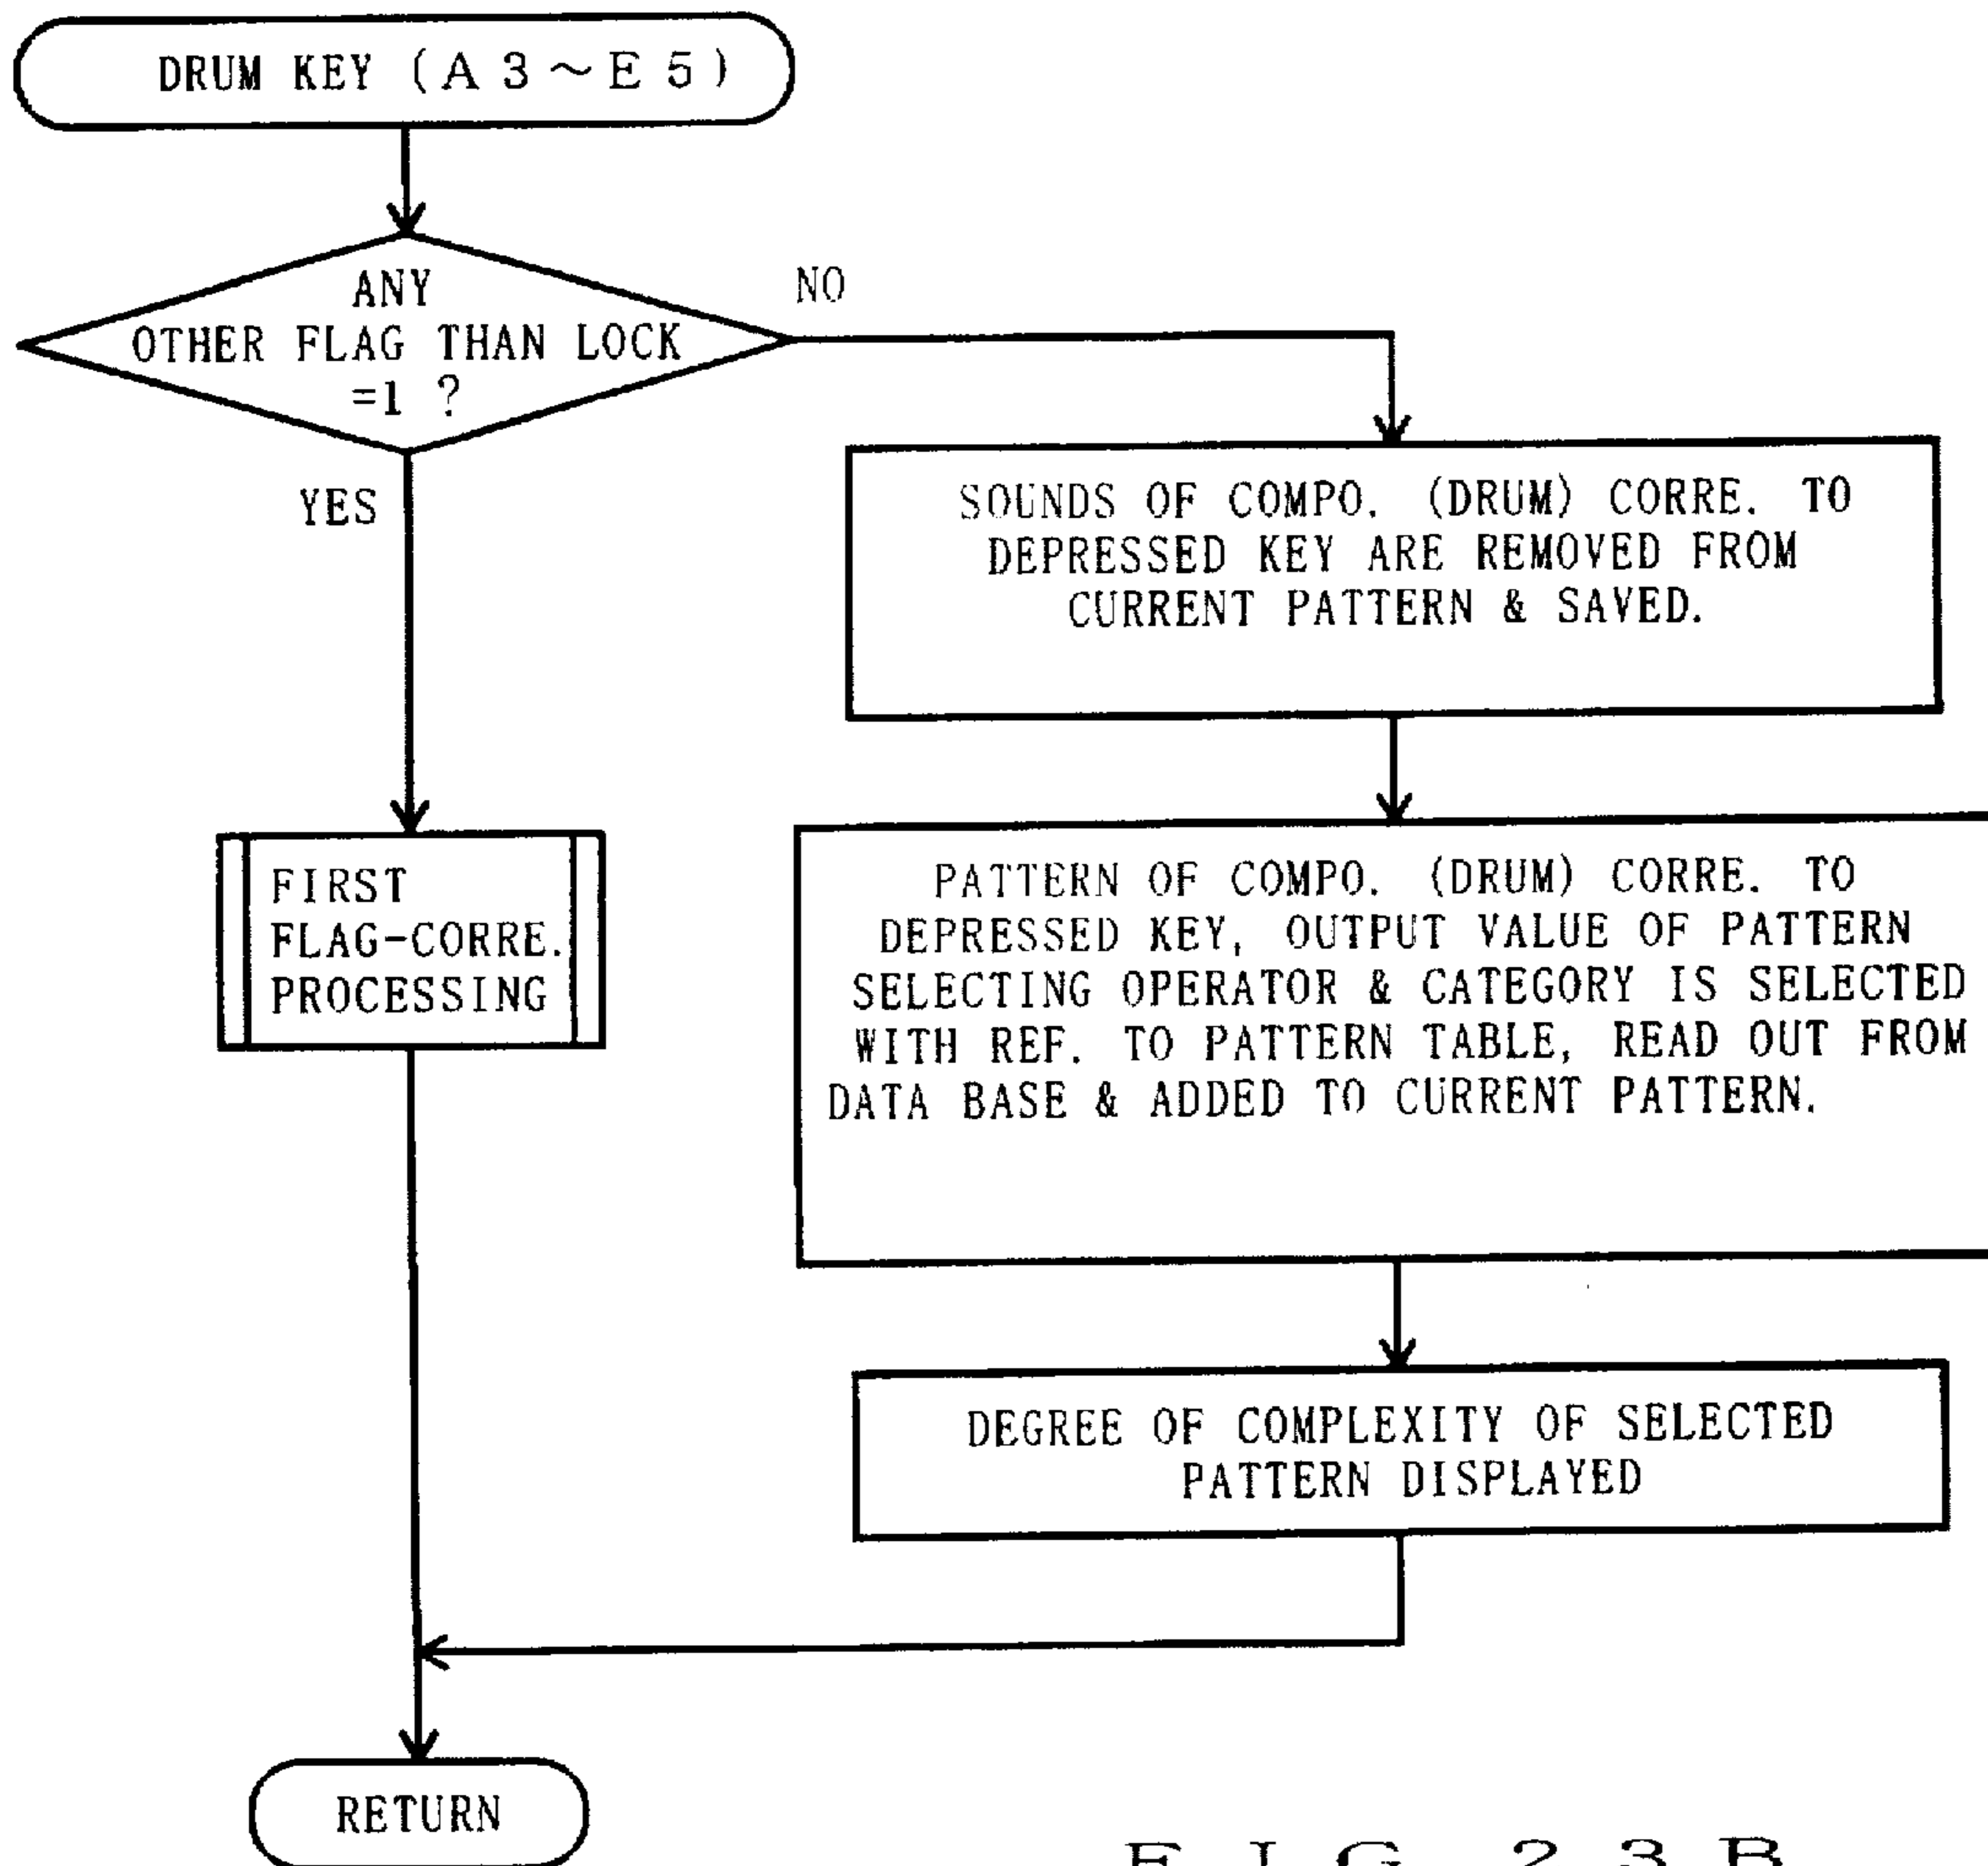 DRUM KEY (A3~E5)
ANY
OTHER FLAG THAN LOCK
=1 ?
NO
YES
SOUNDS OF COMPO. (DRUM) CORRE. TO
DEPRESSED KEY ARE REMOVED FROM
CURRENT PATTERN & SAVED.
FIRST
FLAG-CORRE.
PROCESSING
PATTERN OF COMPO. (DRUM) CORRE. TO
DEPRESSED KEY, OUTPUT VALUE OF PATTERN
SELECTING OPERATOR & CATEGORY IS SELECTED
WITH REF. TO PATTERN TABLE, READ OUT FROM
DATA BASE & ADDED TO CURRENT PATTERN.
DEGREE OF COMPLEXITY OF SELECTED
PATTERN DISPLAYED
RETURN
FIG. 23B